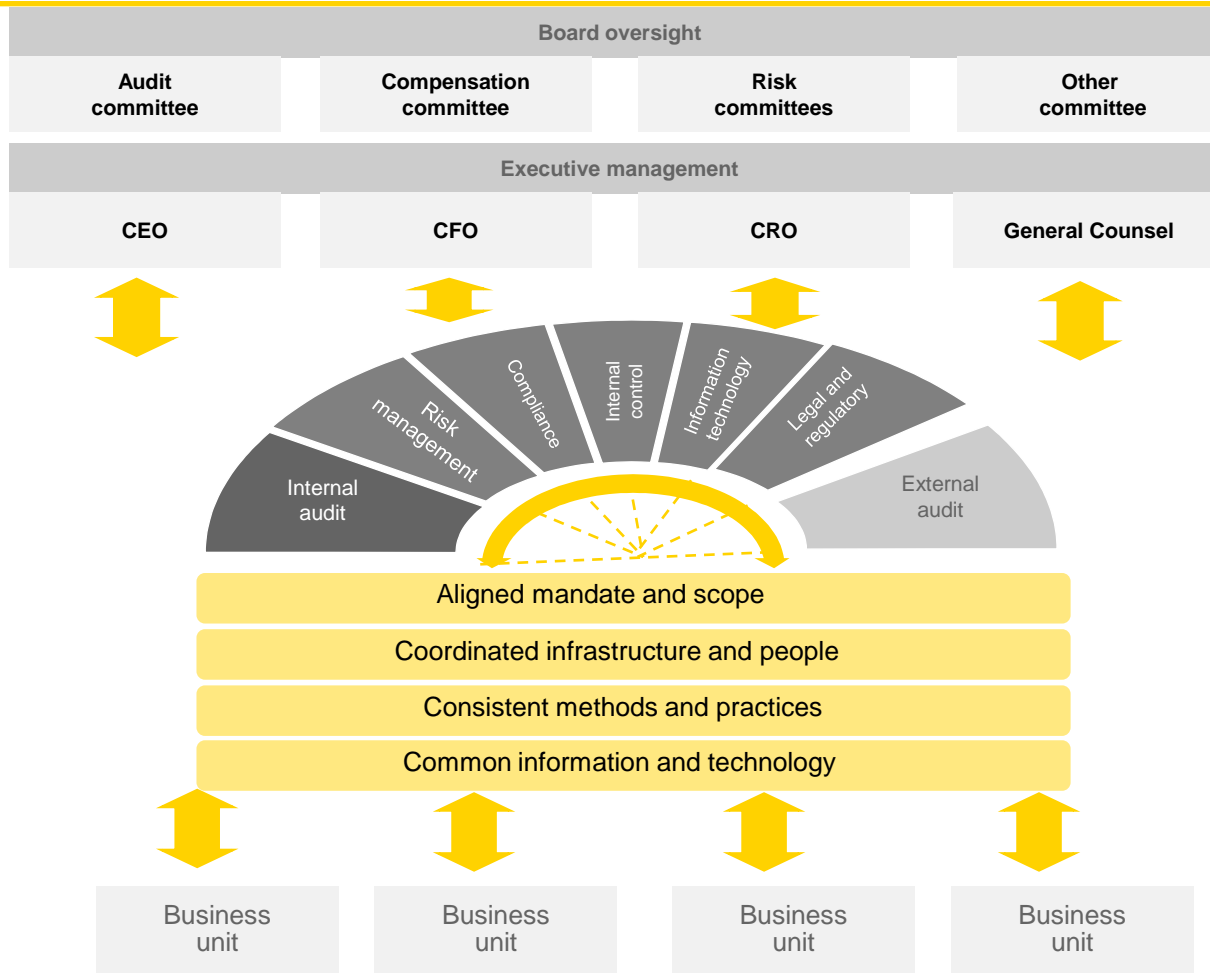 Board oversight
Audit
committee
Compensation
committee
Risk
committees
Other
committee
Executive management
CEO
CFO
CRO
General Counsel
Internal
audit
Risk
management
Compliance
Internal
control
Information
technology
Legal and
regulatory
External
audit
Aligned mandate and scope
Coordinated infrastructure and people
Consistent methods and practices
Common information and technology
Business
unit
Business
unit
Business
unit
Business
unit